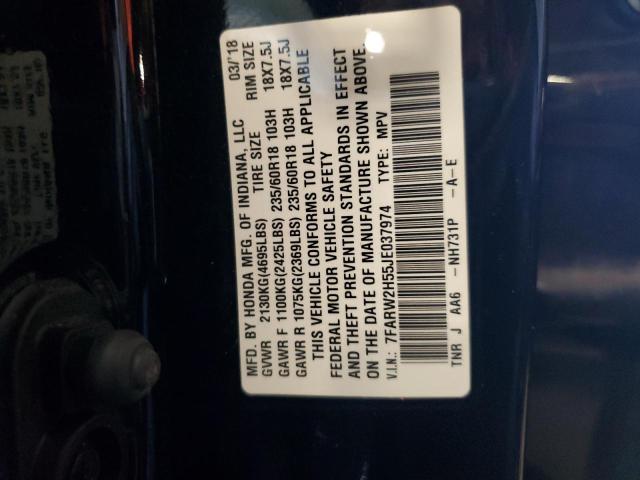 MFD. BY HONDA MFG. OF INDIANA, LLC 03/'18
GVWR 2130KG(4695LBS) TIRE SIZE RIM SIZE
GAWR F 1100KG(2425LBS) 235/60R18 103H 18X7.5J
GAWR R 1075KG(2369LBS) 235/60R18 103H 18X7.5J
THIS VEHICLE CONFORMS TO ALL APPLICABLE
FEDERAL MOTOR VEHICLE SAFETY
AND THEFT PREVENTION STANDARDS IN EFFECT
ON THE DATE OF MANUFACTURE SHOWN ABOVE.
V.I.N.: 7FARW2H55JE037974 TYPE: MPV
TNR J AA6 -NH731P -A-E